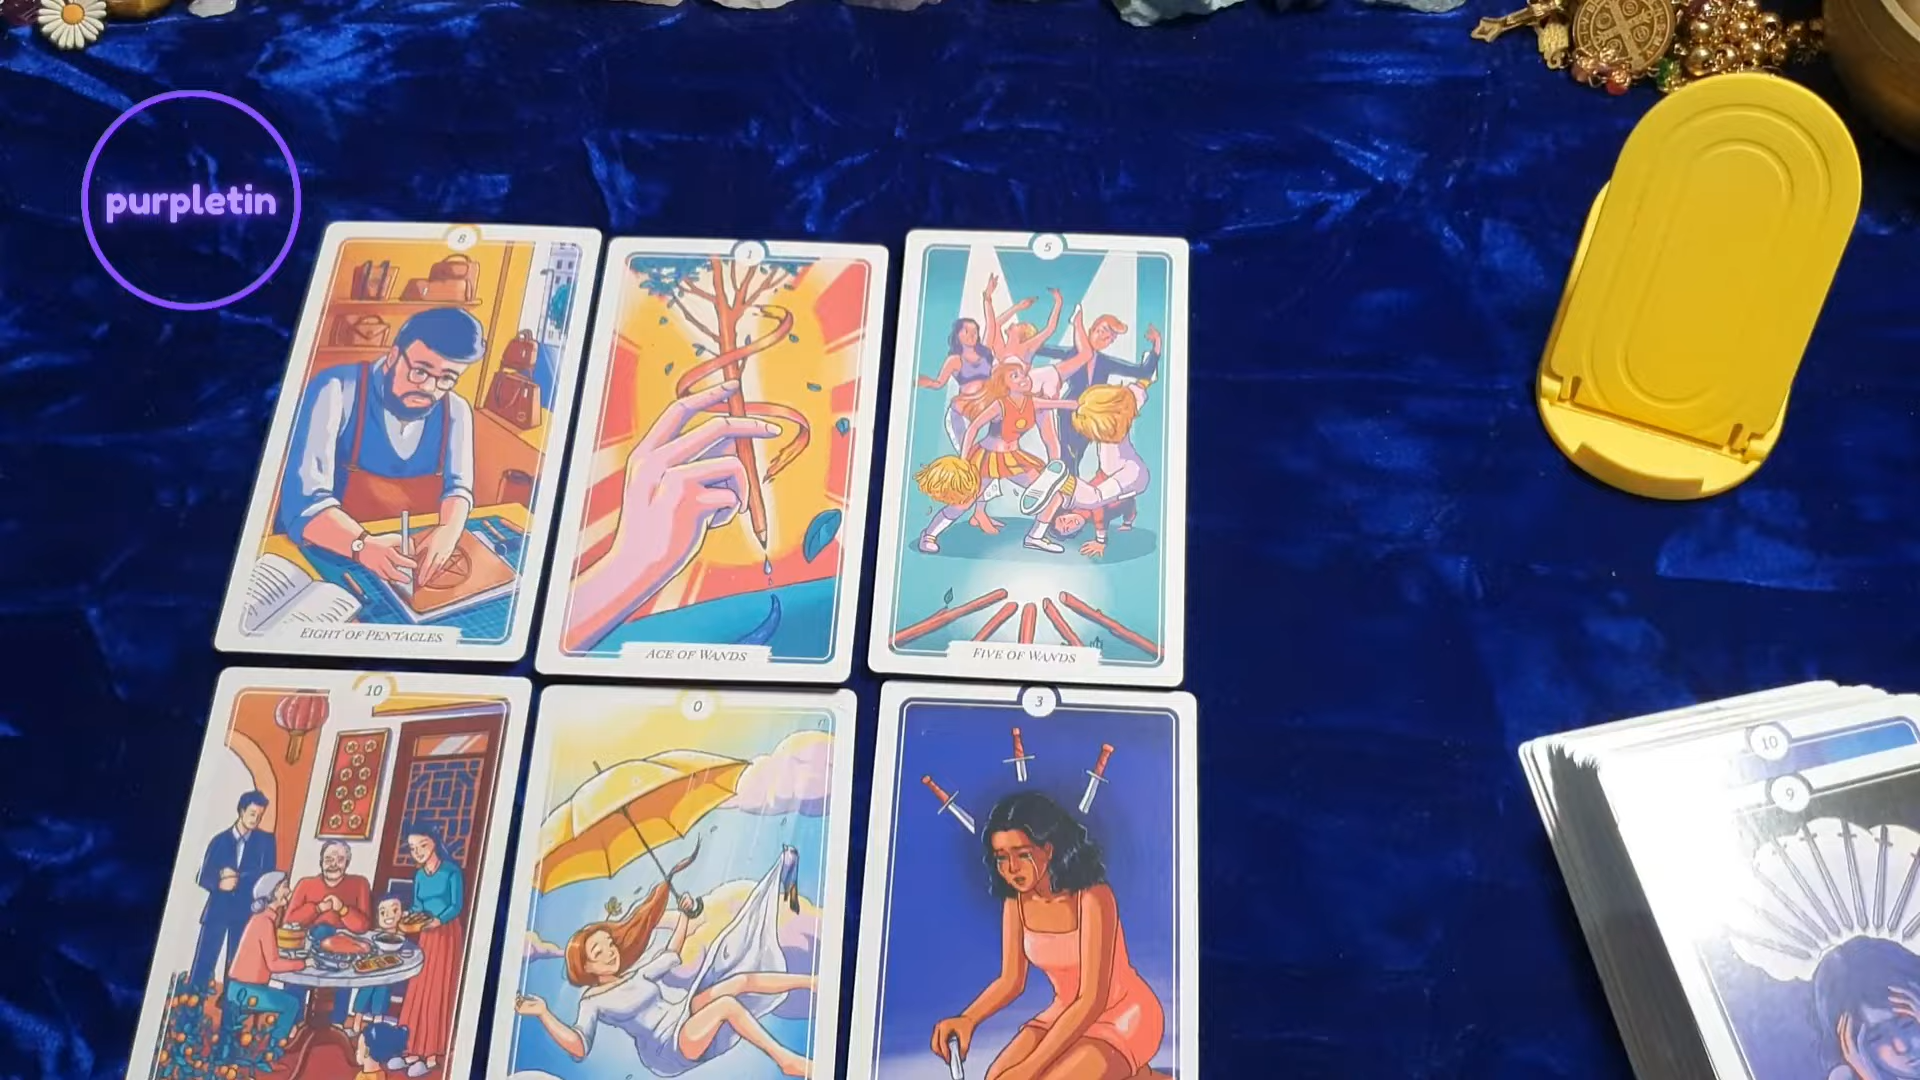 purpletin
8
1
5
EIGHT OF PENTACLES
ACE OF WANDS
FIVE OF WANDS
10
0
3
10
9